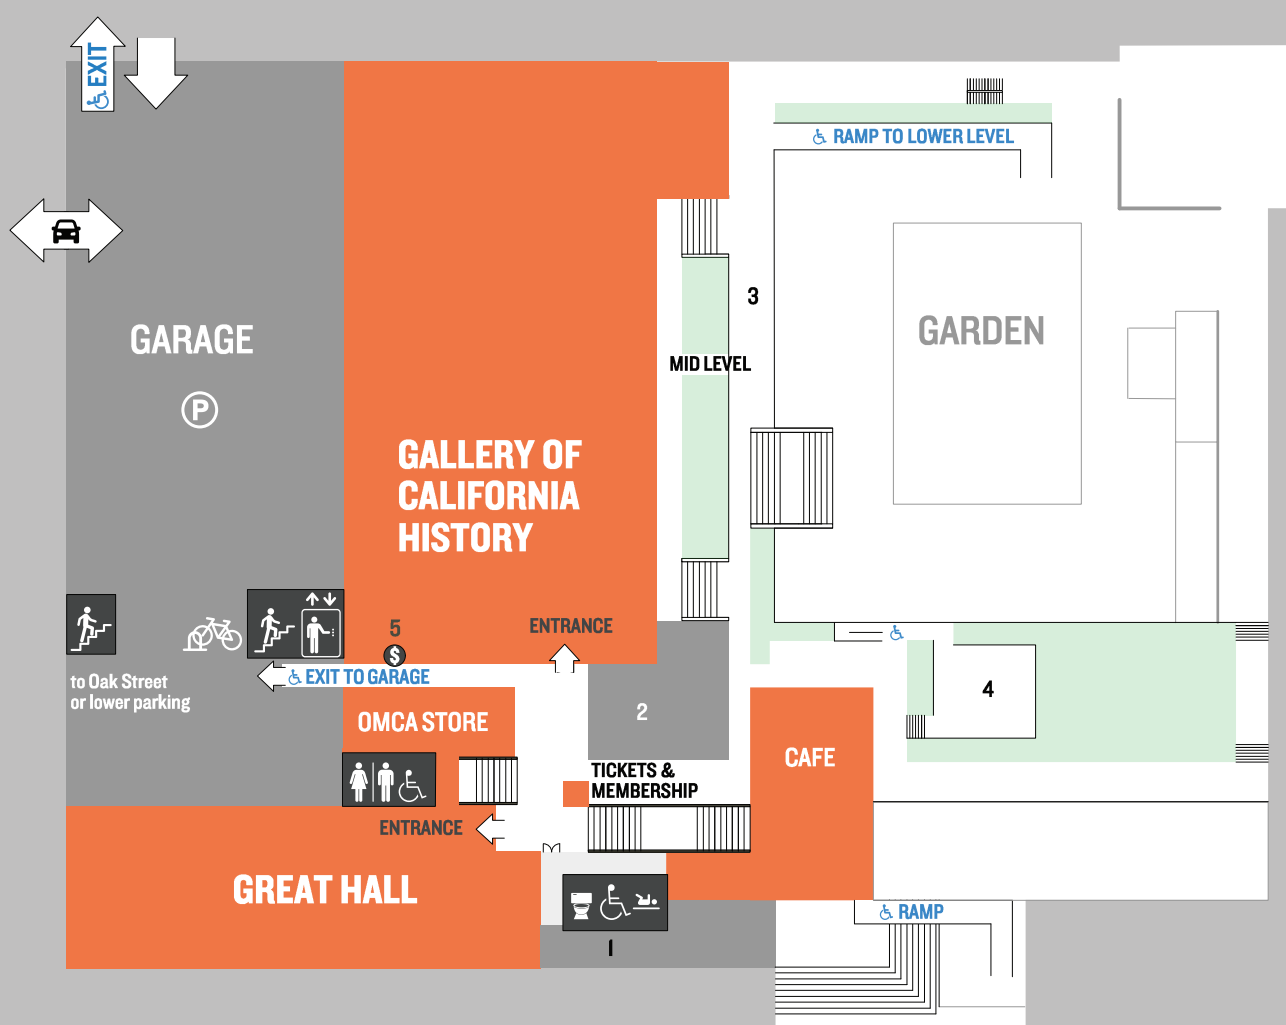 EXIT
RAMP TO LOWER LEVEL
3
GARAGE
P
GARDEN
MID LEVEL
GALLERY OF
CALIFORNIA
HISTORY
5
$
ENTRANCE
to Oak Street
or lower parking
EXIT TO GARAGE
4
2
OMCA STORE
CAFE
TICKETS &
MEMBERSHIP
ENTRANCE
GREAT HALL
RAMP
1